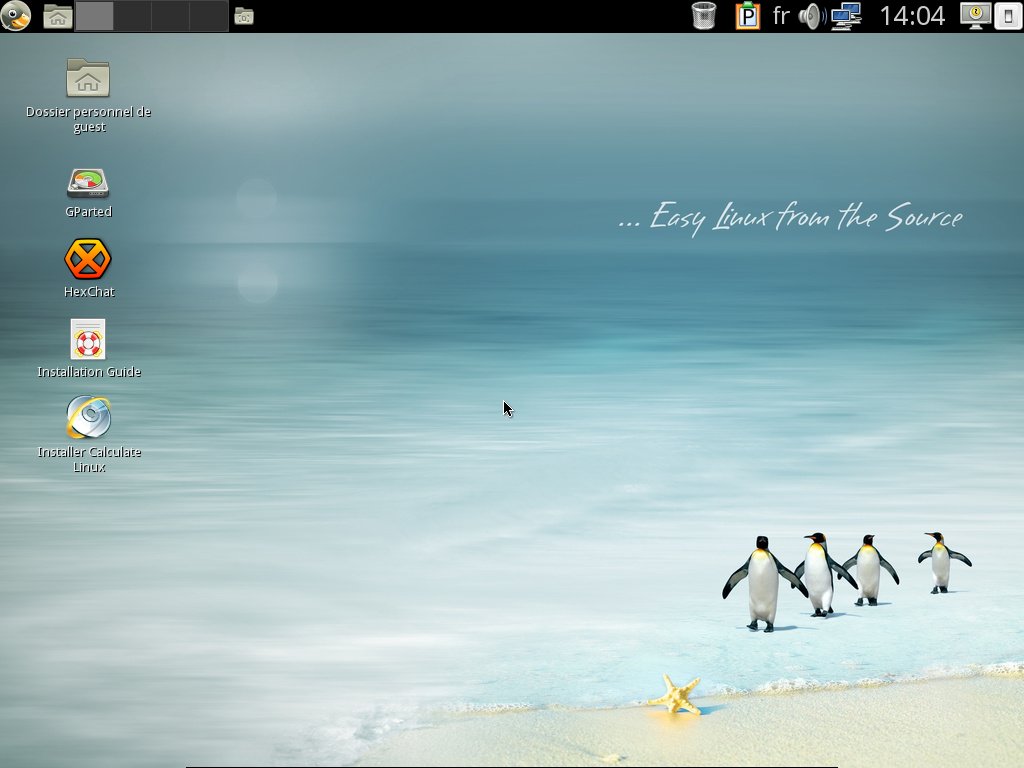 P fr 14:04
Dossier personnel de
guest
GParted
HexChat
Installation Guide
Installer Calculate
Linux
... Easy Linux from the Source